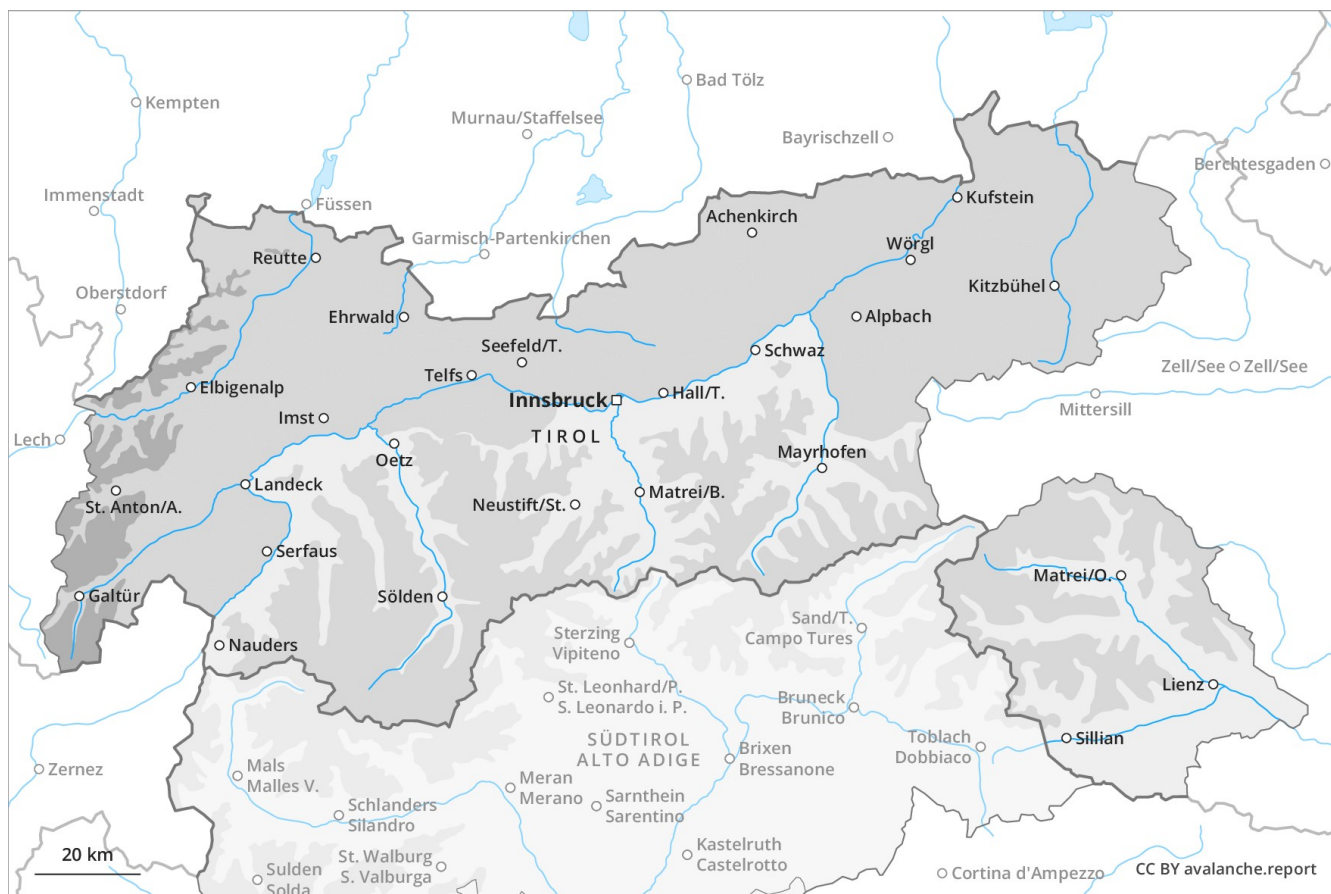 Bad Tölz
Kempten
Murnau/Staffelsee
Bayrischzell
Berchtesgaden
Immenstadt
Füssen
Kufstein
Achenkirch
Garmisch-Partenkirchen
Wörgl
Reutte
Kitzbühel
Oberstdorf
Ehrwald
Alpbach
Seefeld/T.
Schwaz
Zell/See
Zell/See
Telfs
Elbigenalp
Hall/T.
Innsbruck
Mittersill
Imst
Lech
TIROL
Oetz
Mayrhofen
Landeck
Matrei/B.
St. Anton/A.
Neustift/St.
Serfaus
Matrei/O.
Galtür
Sölden
Sand/T.
Campo Tures
Sterzing
Vipiteno
Nauders
Lienz
St. Leonhard/P.
S. Leonardo i. P.
Bruneck
Brunico
SÜDTIROL
ALTO ADIGE
Toblach
Dobbiaco
Sillian
Brixen
Bressanone
Zernez
Mals
Malles V.
Meran
Merano
Sarnthein
Sarentino
Schlanders
Silandro
Kastelruth
Castelrotto
20 km
St. Walburg
S. Valburga
Sulden
Solda
Cortina d'Ampezzo
CC BY avalanche.report